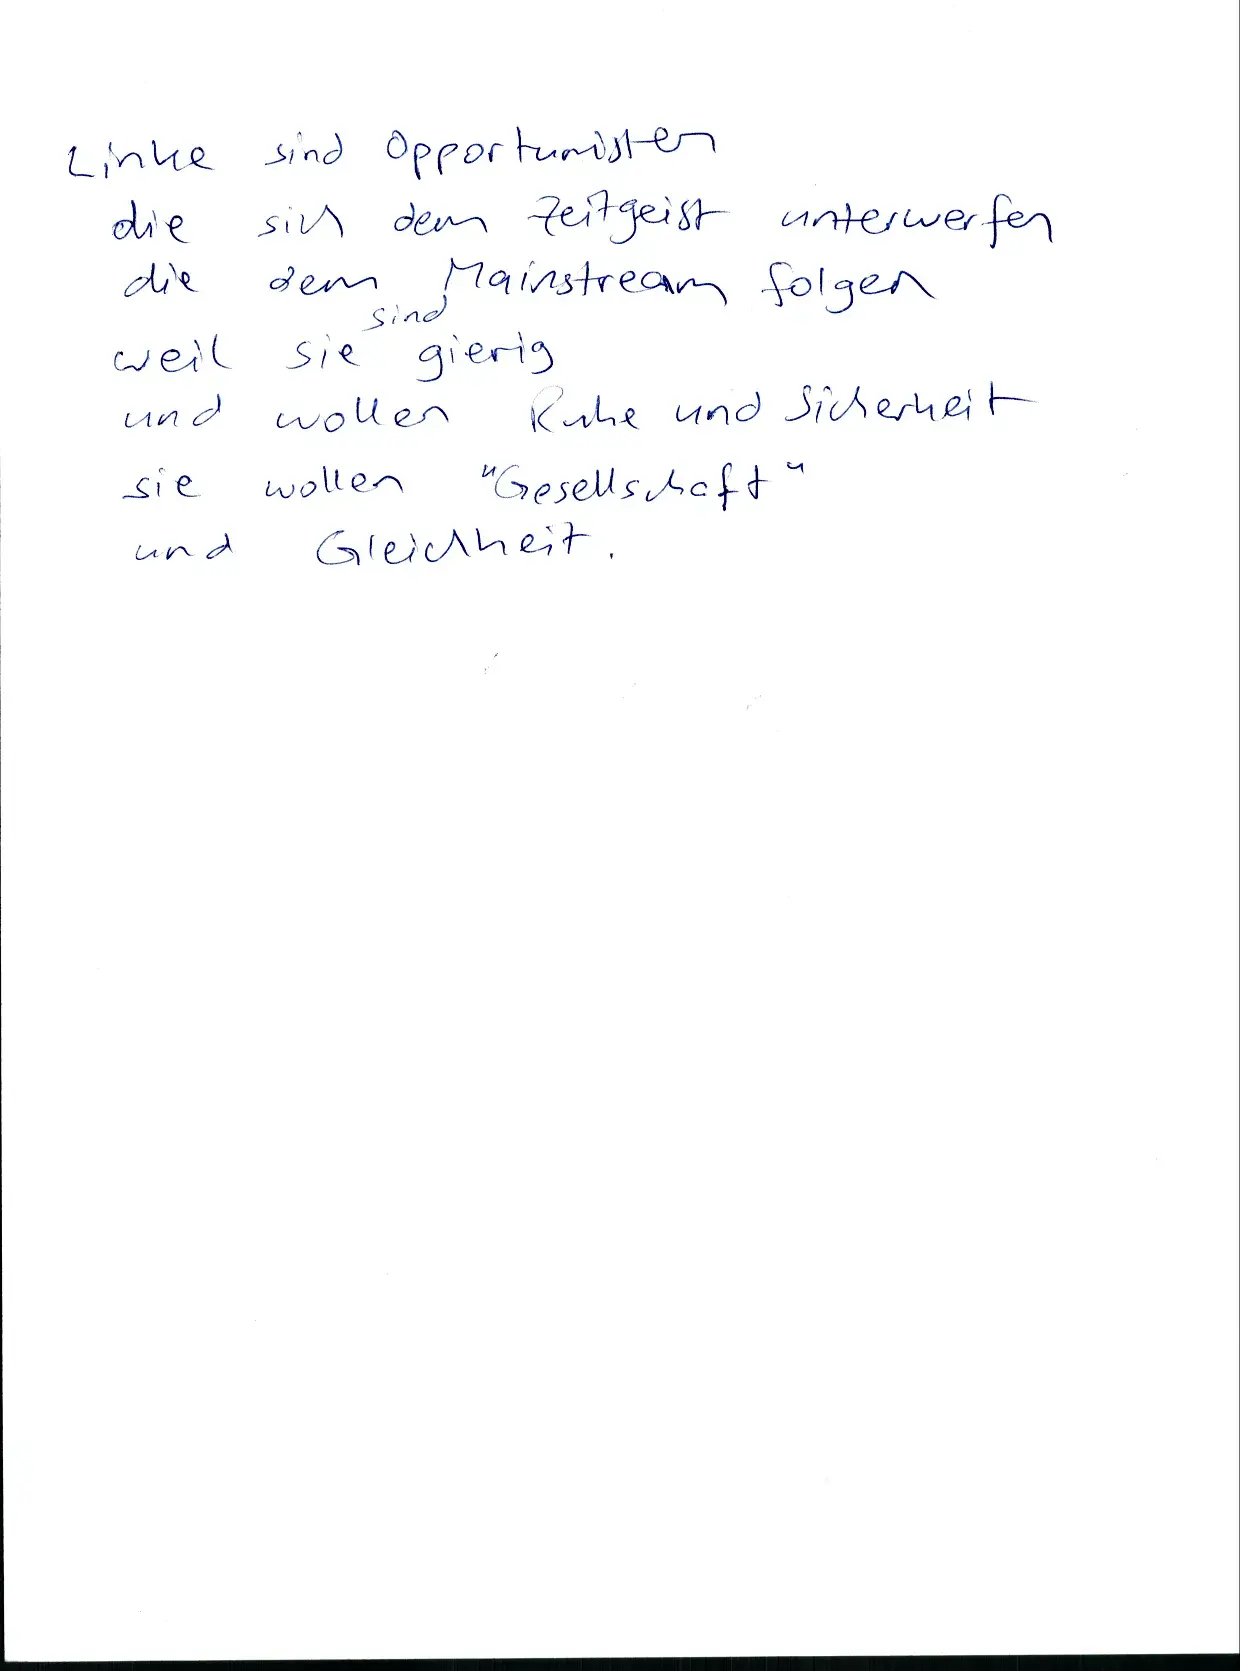 Linke sind Opportunisten
die sich dem Zeitgeist unterwerfen
die dem Mainstream folgen
weil sie sind gierig
und wollen Ruhe und Sicherheit
sie wollen "Gesellschaft"
und Gleichheit.